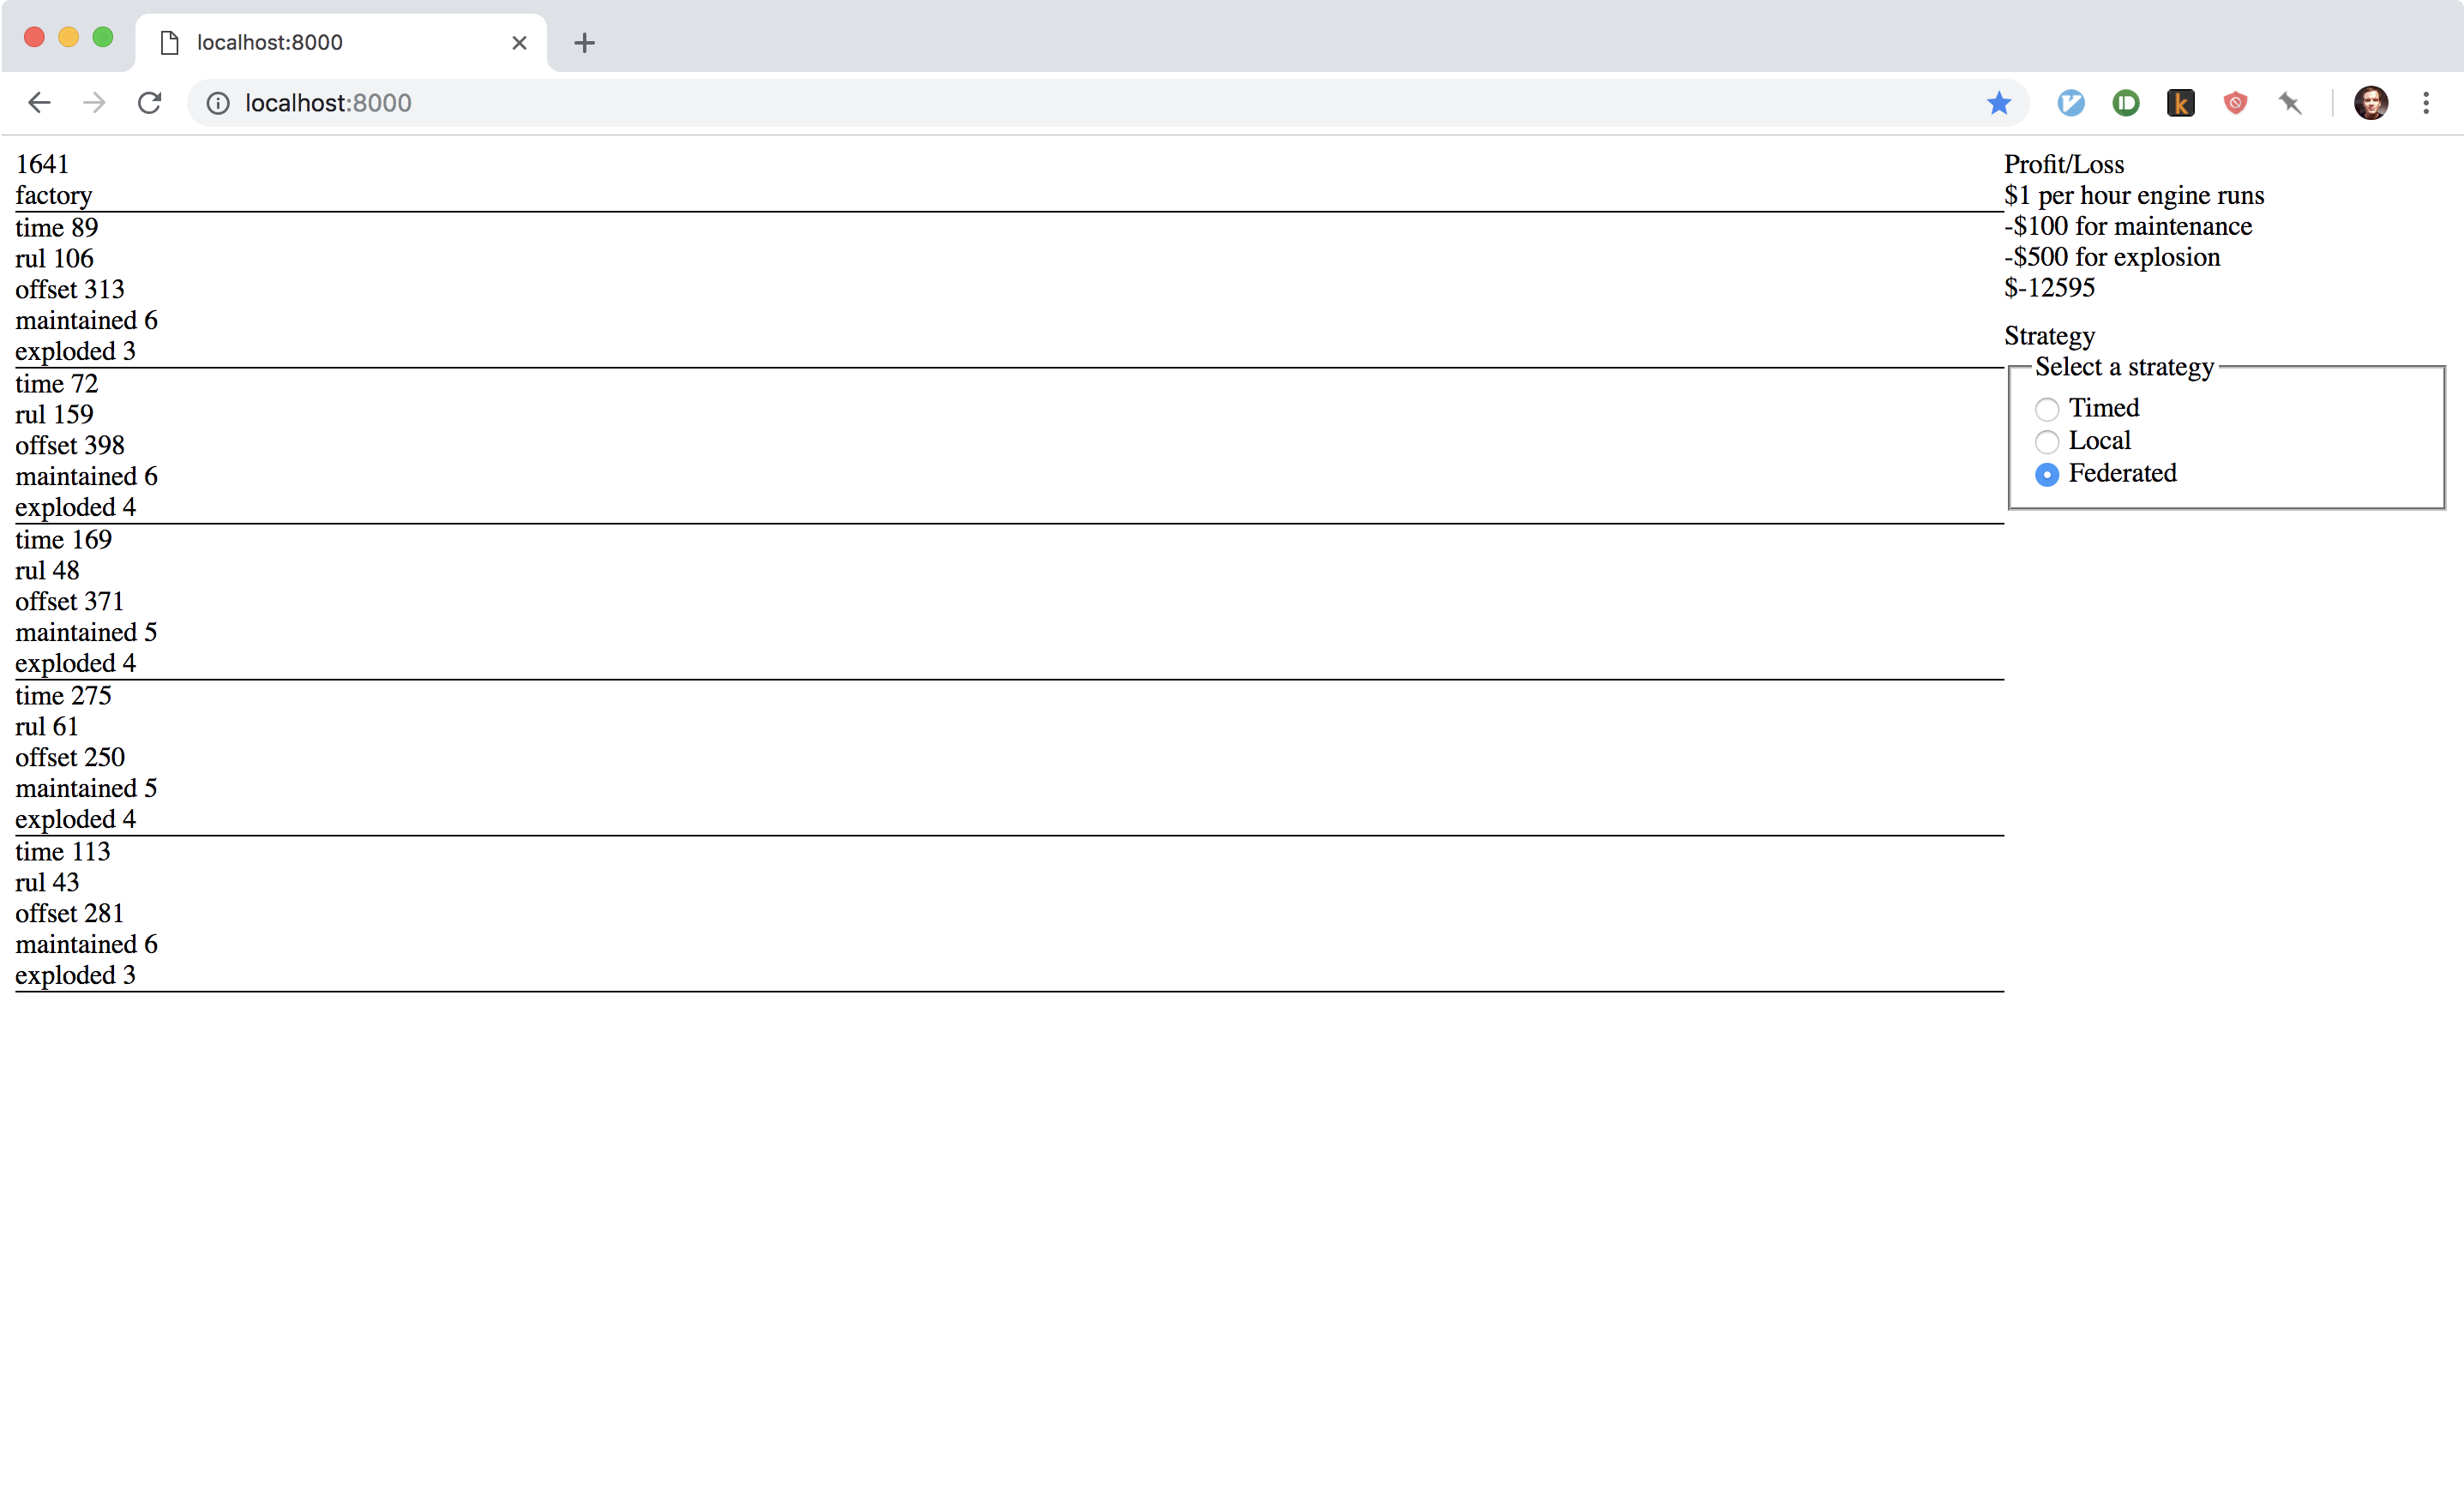 localhost:8000
localhost:8000
1641
factory
time 89
rul 106
offset 313
maintained 6
exploded 3
time 72
rul 159
offset 398
maintained 6
exploded 4
time 169
rul 48
offset 371
maintained 5
exploded 4
time 275
rul 61
offset 250
maintained 5
exploded 4
time 113
rul 43
offset 281
maintained 6
exploded 3
Profit/Loss
$1 per hour engine runs
-$100 for maintenance
-$500 for explosion
$-12595
Strategy
Select a strategy
Timed
Local
Federated